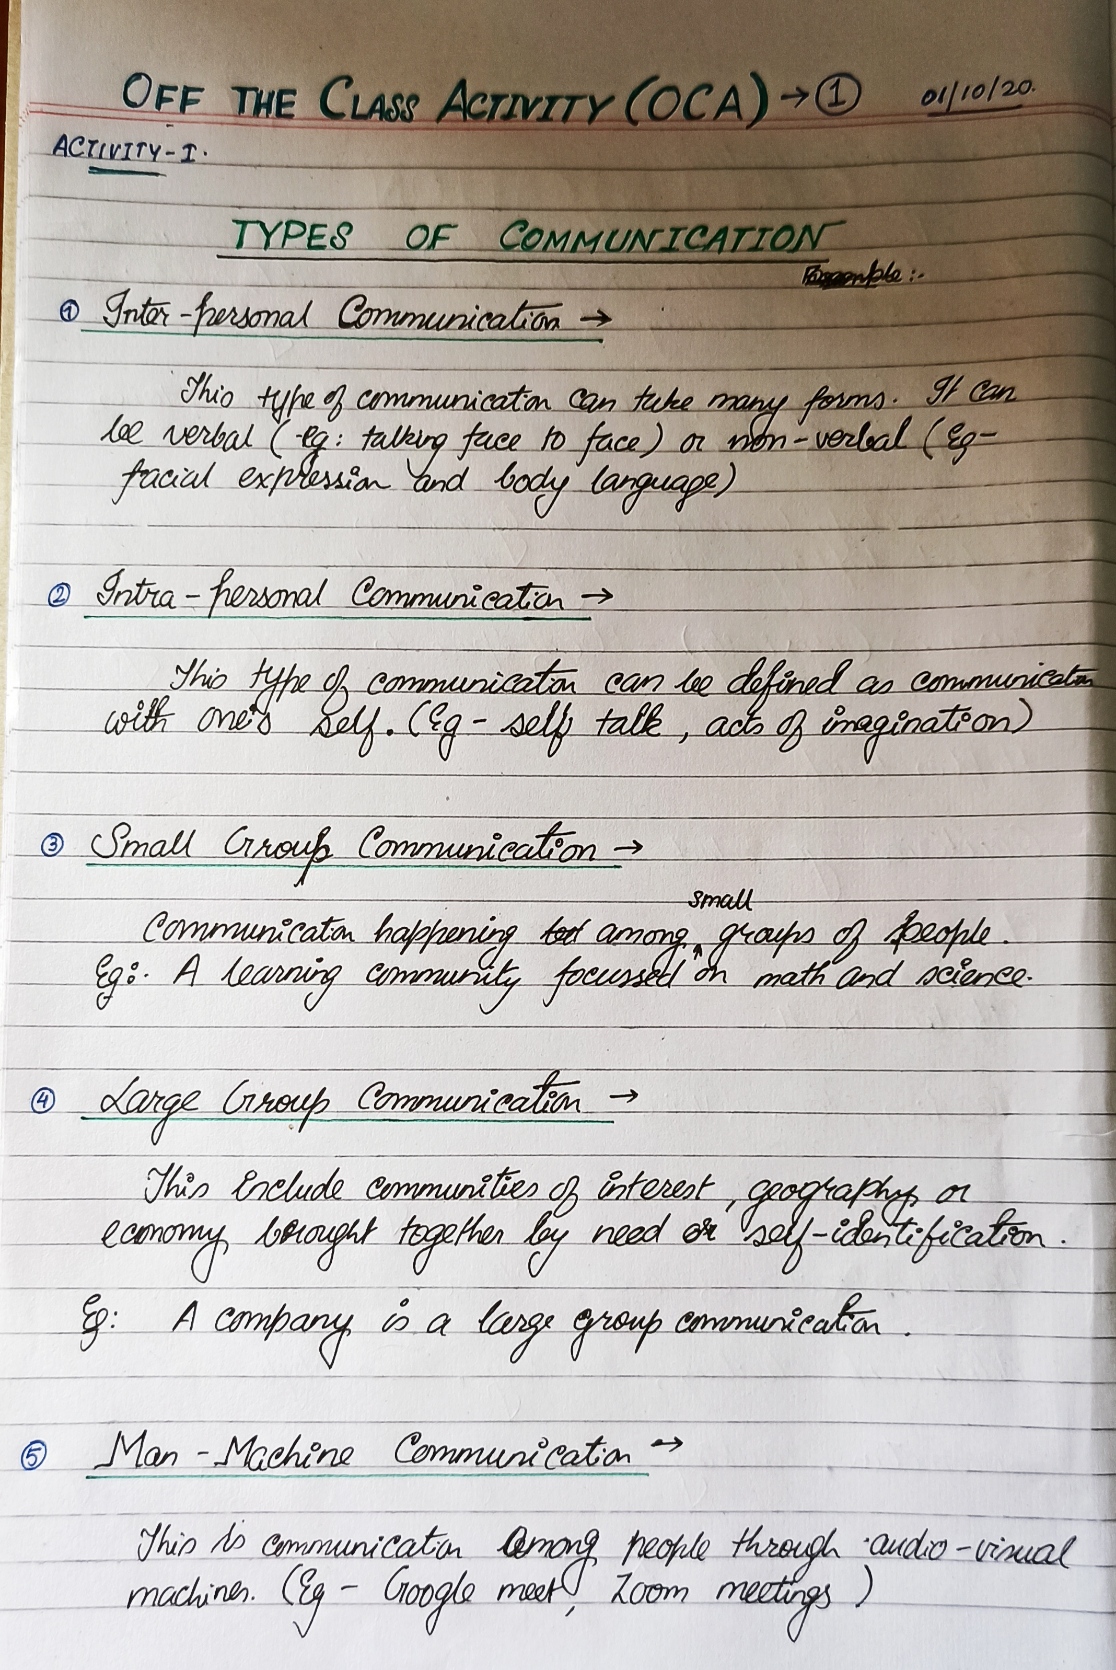 OFF THE CLASS ACTIVITY (OCA) → ① 01/10/20.
ACTIVITY-I.
TYPES OF COMMUNICATION
① Inter-personal Communication →
This type of communication can take many forms. It can
be verbal (eg: talking face to face) or non-verbal (Eg-
facial expression and body language)
② Intra-personal Communication →
This type of communication can be defined as communication
with one's self. (Eg - self talk, acts of imagination)
③ Small Group Communication →
small
Communication happening among groups of people.
Eg:- A learning community focussed on math and science.
④ Large Group Communication →
This include communities of interest, geography or
economy brought together by need or self-identification.
Eg: A company is a large group communication.
⑤ Man-Machine Communication →
This is communication among people through audio-visual
machines. (Eg - Google meet, Zoom meetings)